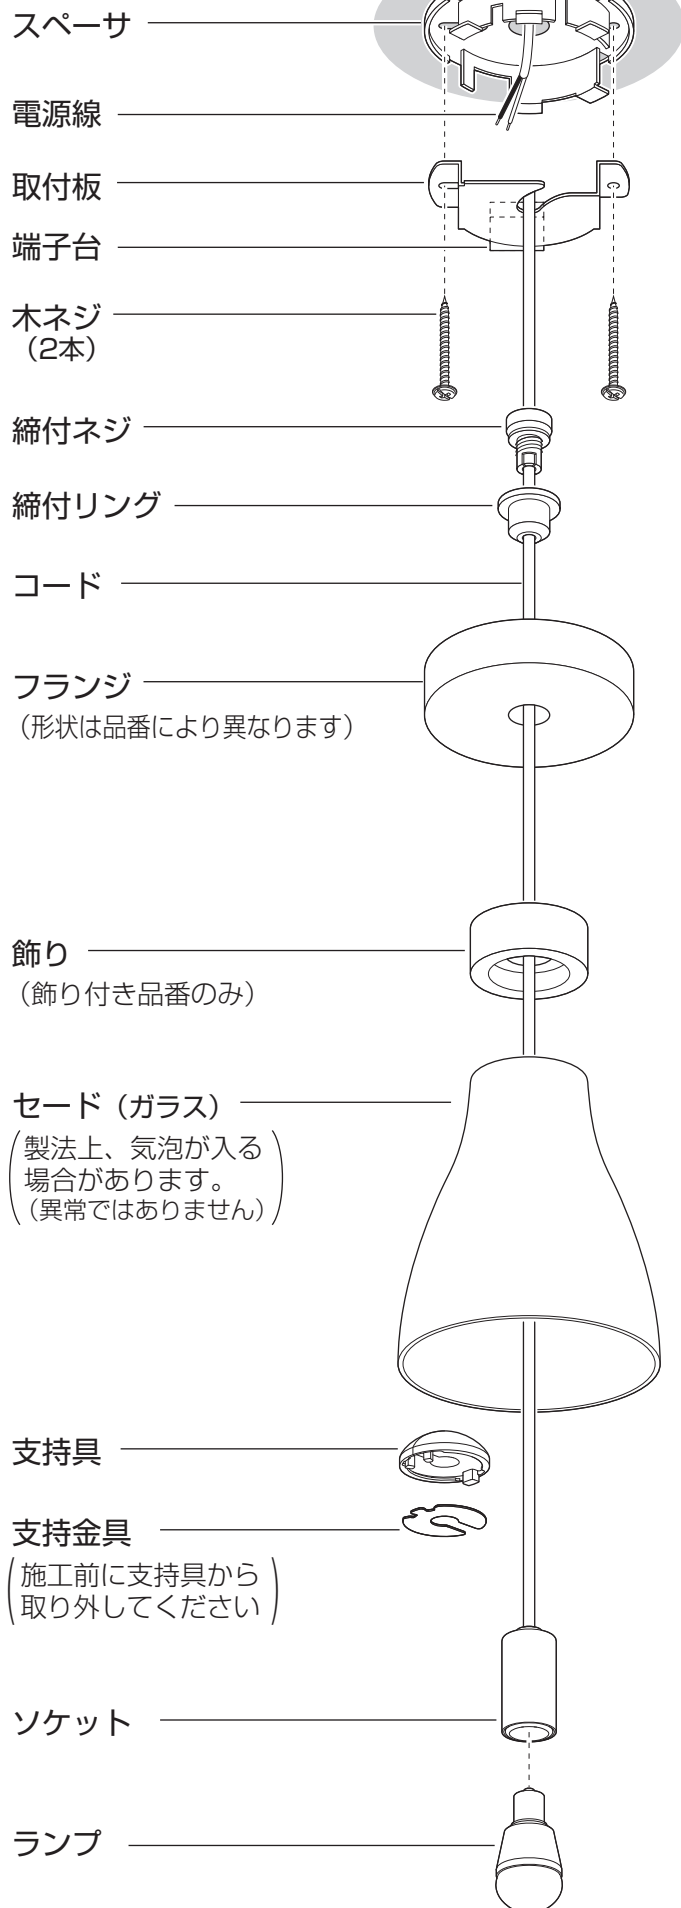 スペーサ
電源線
取付板
端子台
木ネジ
（2本）
締付ネジ
締付リング
コード
フランジ
（形状は品番により異なります）
飾り
（飾り付き品番のみ）
セード（ガラス）
（製法上、気泡が入る
場合があります。
（異常ではありません））
支持具
支持金具
（施工前に支持具から
取り外してください）
ソケット
ランプ